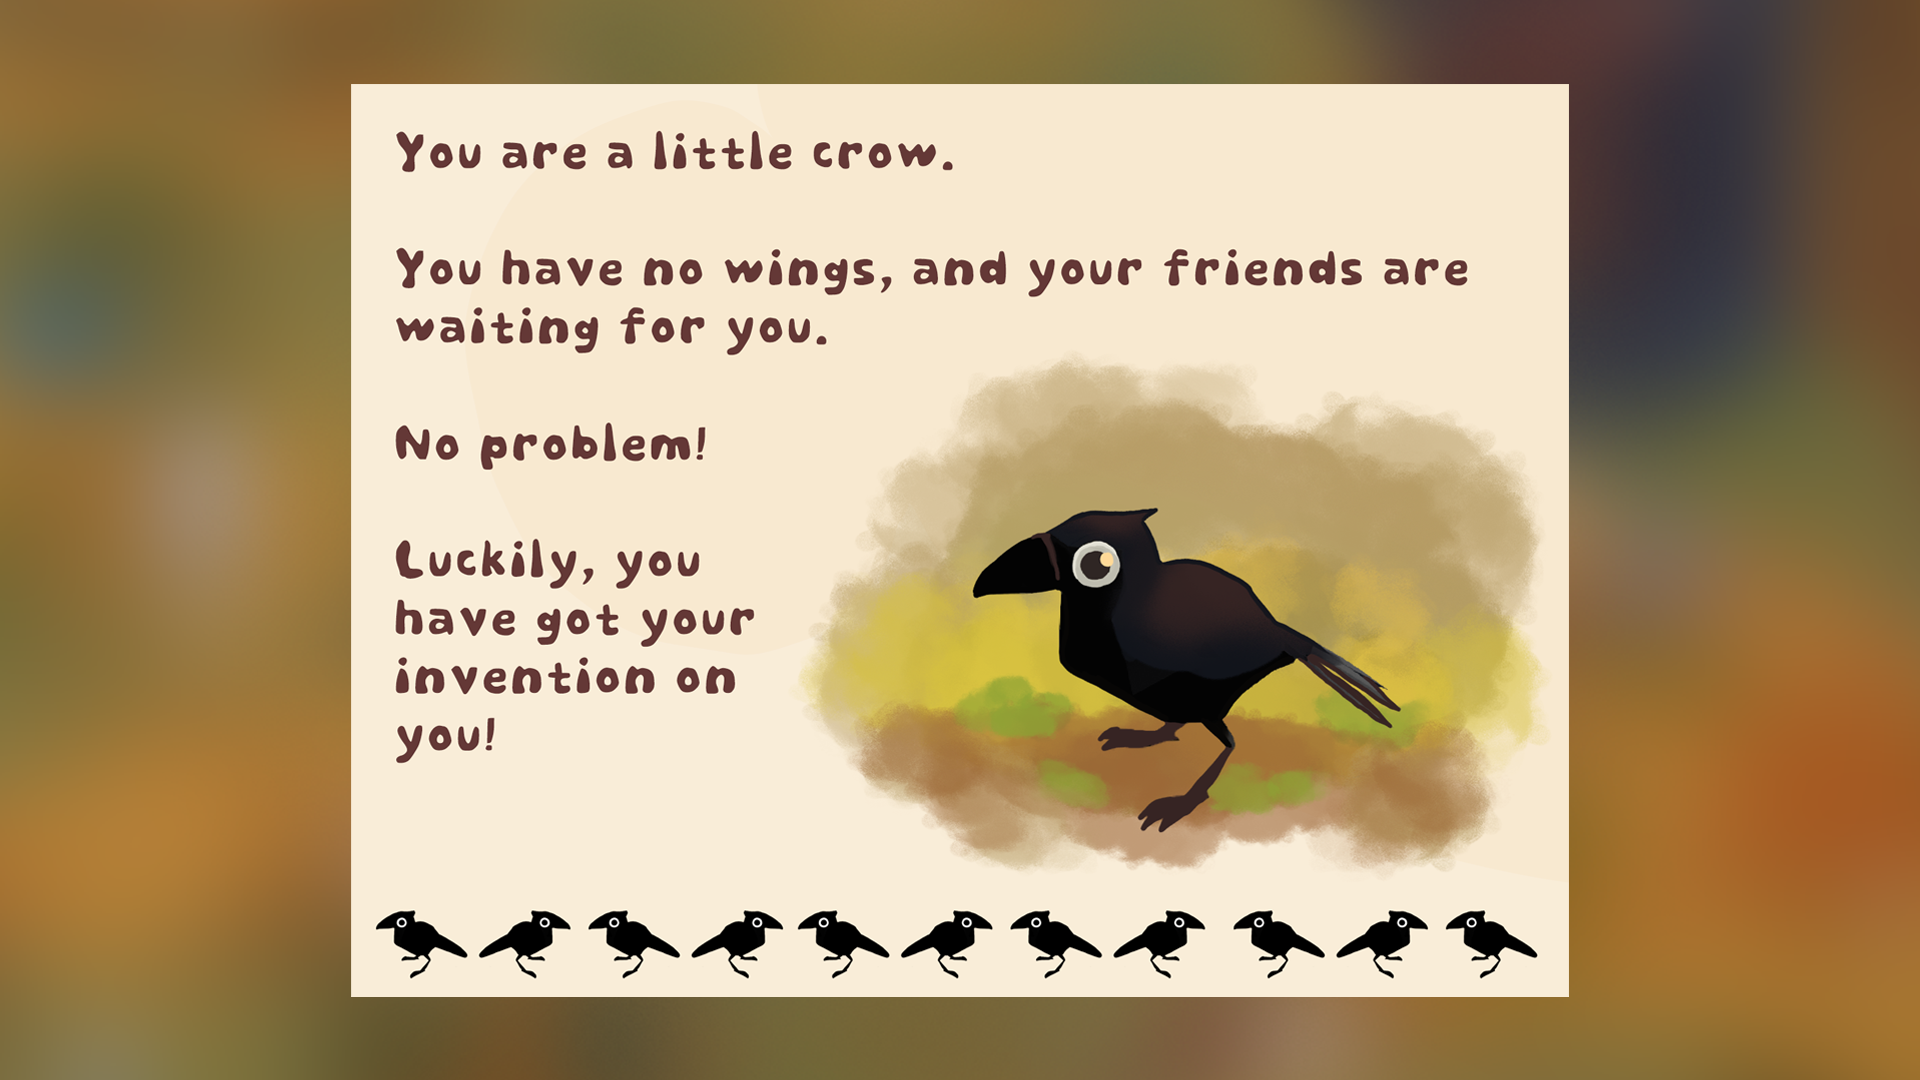 You are a little crow.
You have no wings, and your friends are
waiting for you.
No problem!
Luckily, you
have got your
invention on
you!